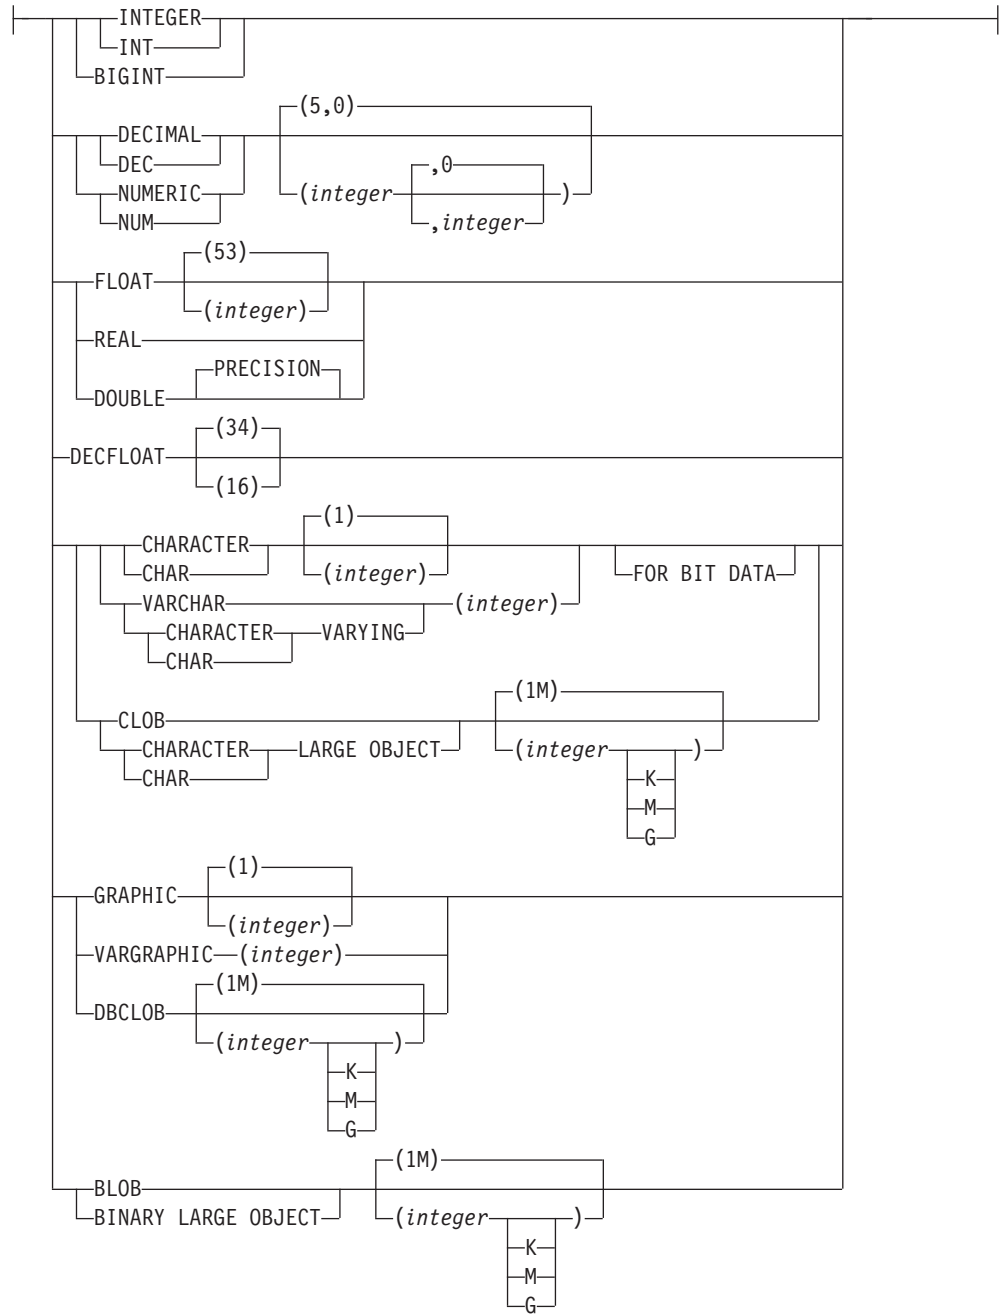 INTEGER
INT
BIGINT
(5,0)
DECIMAL
DEC
,0
NUMERIC
(integer )
NUM
,integer
(53)
FLOAT
(integer)
REAL
PRECISION
DOUBLE
(34)
DECFLOAT
(16)
(1)
CHARACTER
CHAR
(integer)
FOR BIT DATA
VARCHAR
(integer)
CHARACTER VARYING
CHAR
(1M)
CLOB
CHARACTER LARGE OBJECT
(integer )
CHAR
K
M
G
(1)
GRAPHIC
(integer)
VARGRAPHIC (integer)
(1M)
DBCLOB
(integer )
K
M
G
(1M)
BLOB
BINARY LARGE OBJECT
(integer )
K
M
G